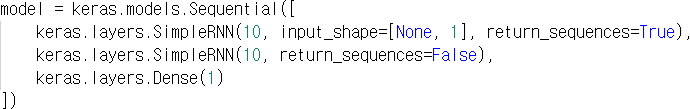 model = keras.models.Sequential([
    keras.layers.SimpleRNN(10, input_shape=[None, 1], return_sequences=True),
    keras.layers.SimpleRNN(10, return_sequences=False),
    keras.layers.Dense(1)
])